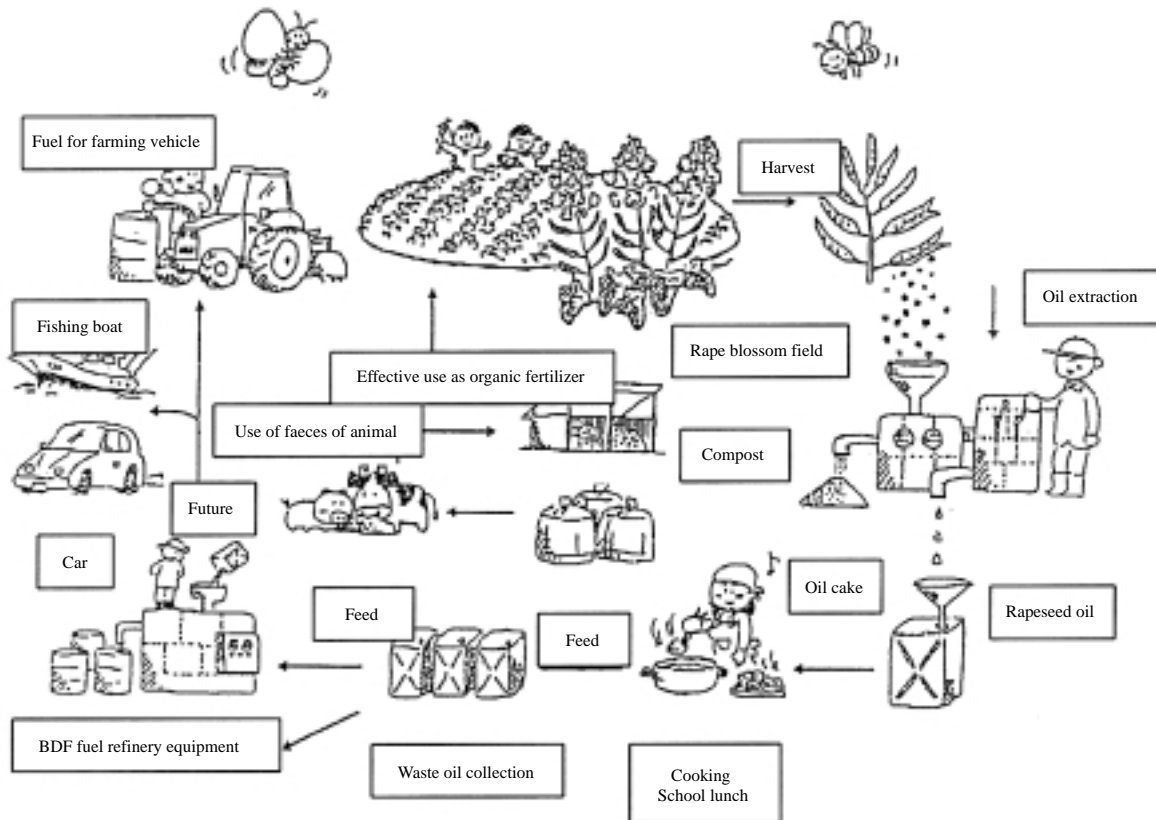 Fuel for farming vehicle
Harvest
Oil extraction
Fishing boat
Rape blossom field
Effective use as organic fertilizer
Use of faeces of animal
Compost
Future
Car
Oil cake
Rapeseed oil
Feed
Feed
BDF fuel refinery equipment
Waste oil collection
Cooking
School lunch